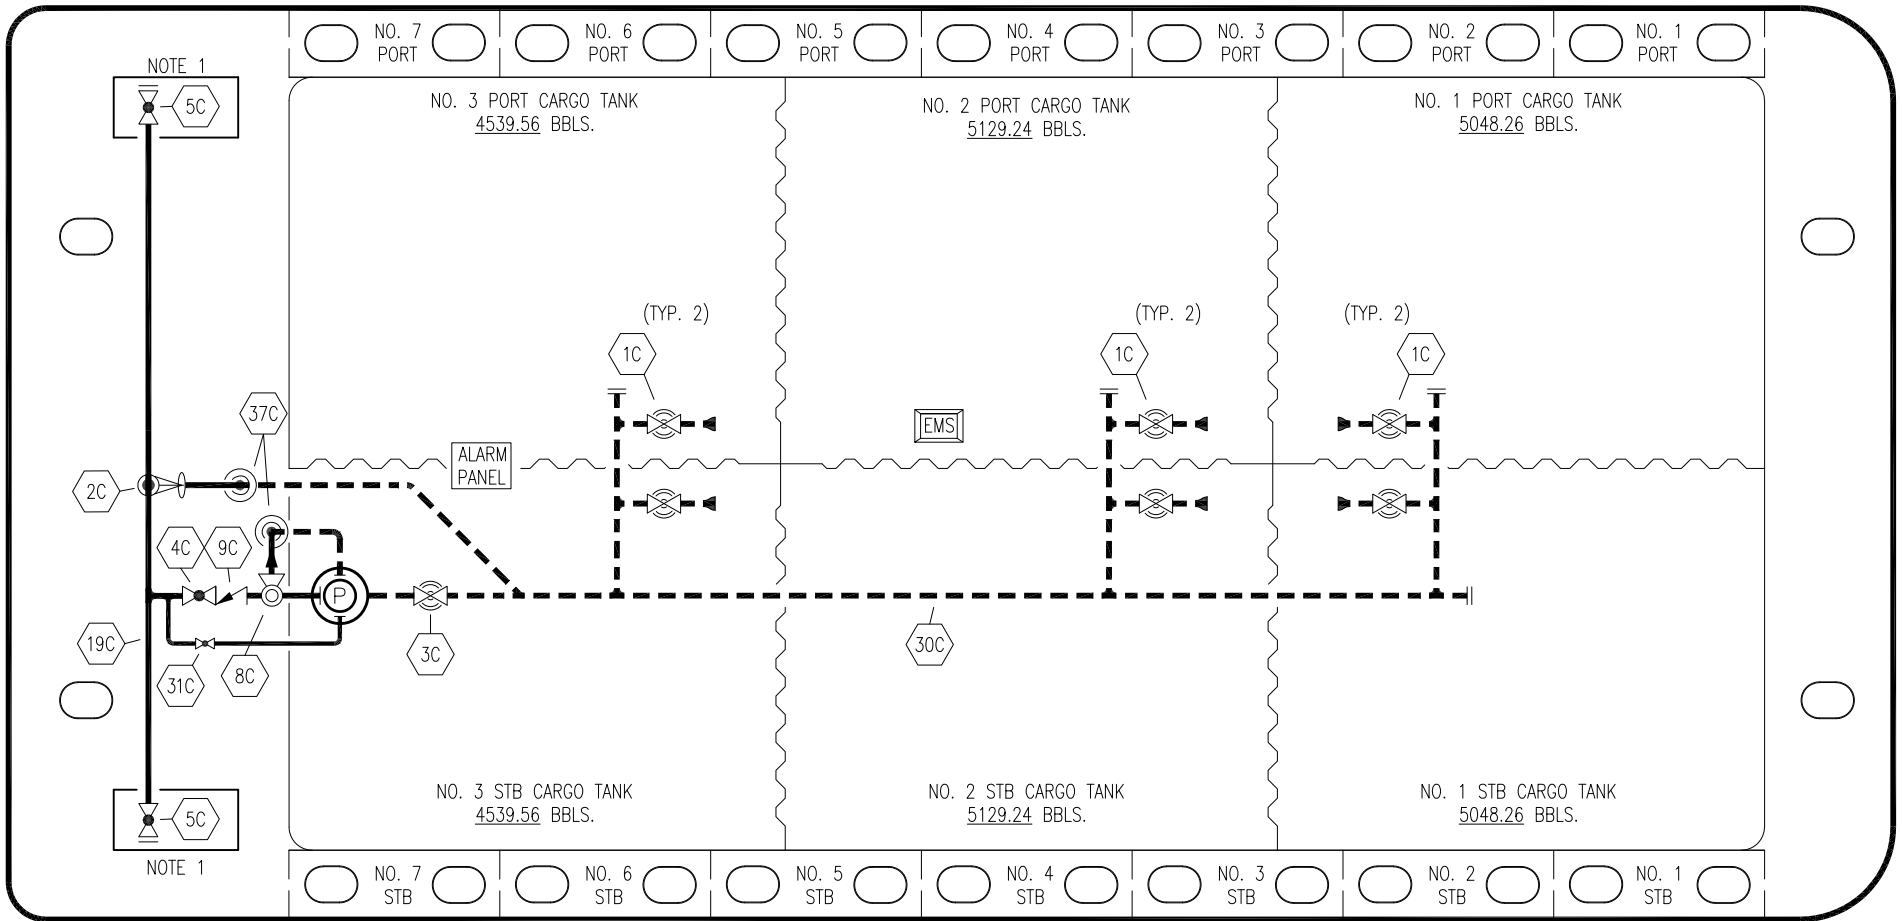 NO. 7
PORT
NO. 6
PORT
NO. 5
PORT
NO. 4
PORT
NO. 3
PORT
NO. 2
PORT
NO. 1
PORT
NOTE 1
5C
NO. 3 PORT CARGO TANK
4539.56 BBLS.
NO. 2 PORT CARGO TANK
5129.24 BBLS.
NO. 1 PORT CARGO TANK
5048.26 BBLS.
(TYP. 2)
(TYP. 2)
(TYP. 2)
1C
1C
1C
37C
EMS
ALARM
PANEL
2C
4C
9C
P
19C
31C
8C
3C
30C
NO. 3 STB CARGO TANK
4539.56 BBLS.
NO. 2 STB CARGO TANK
5129.24 BBLS.
NO. 1 STB CARGO TANK
5048.26 BBLS.
5C
NOTE 1
NO. 7
STB
NO. 6
STB
NO. 5
STB
NO. 4
STB
NO. 3
STB
NO. 2
STB
NO. 1
STB